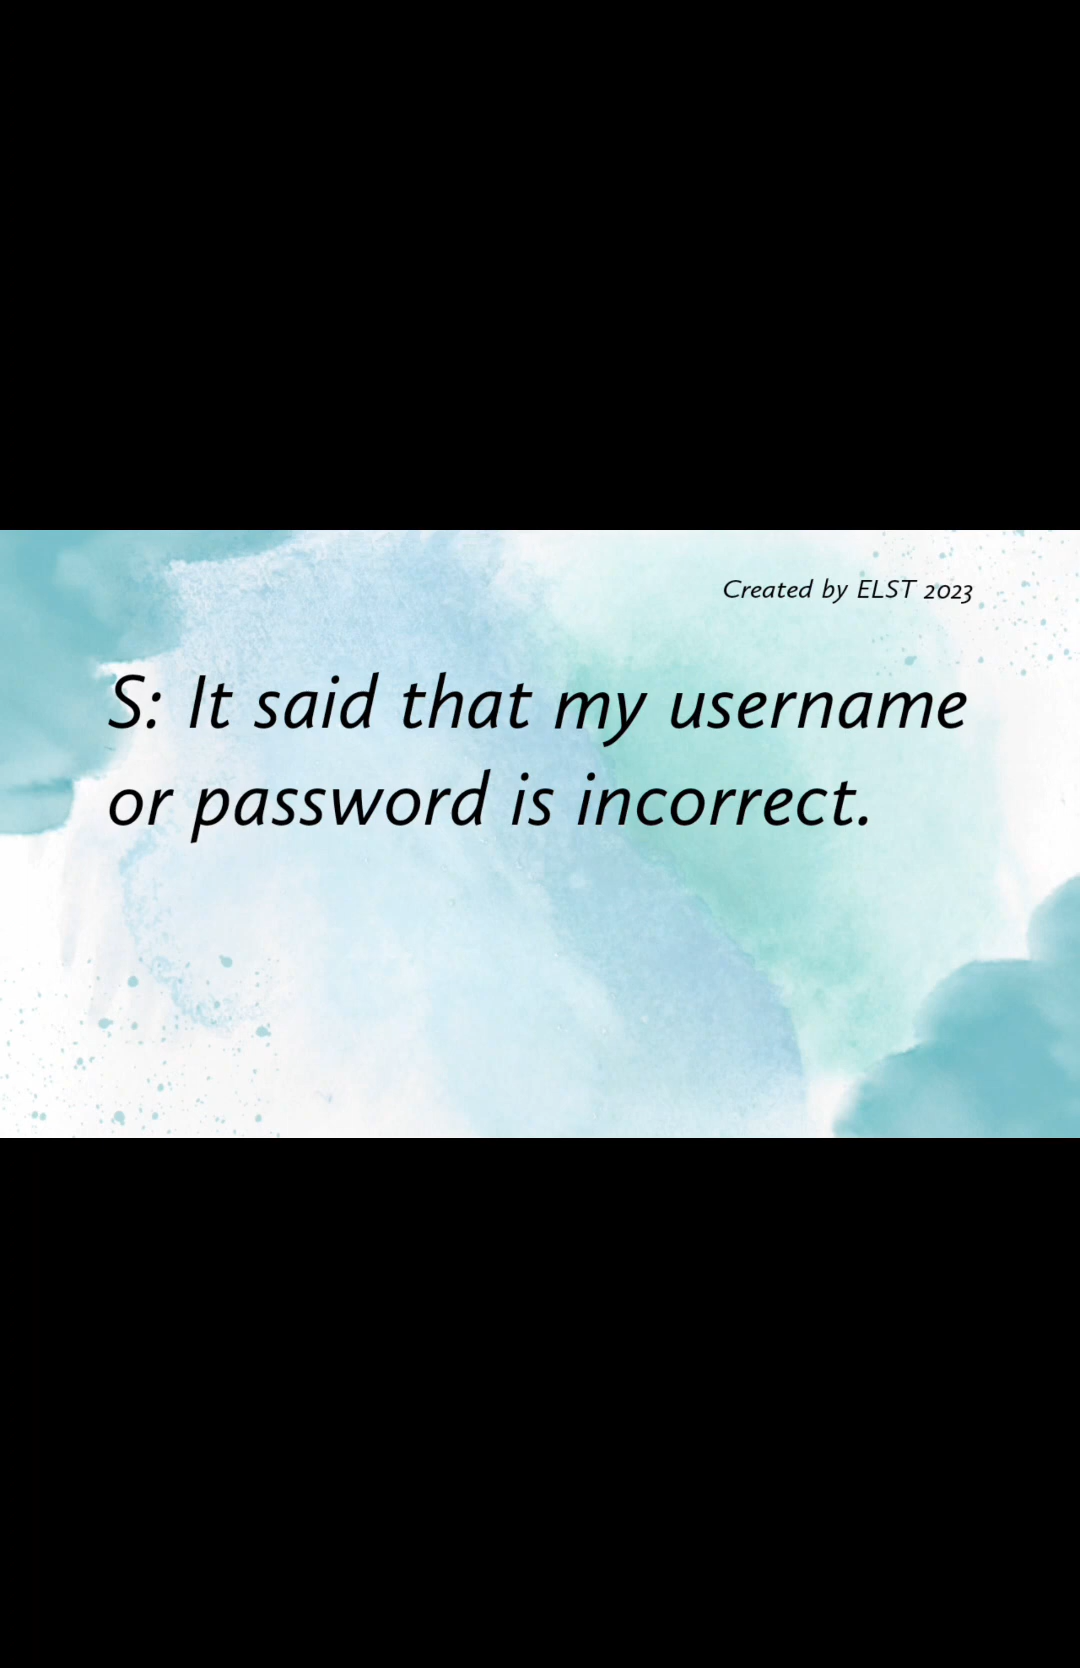 Created by ELST 2023
S: It said that my username
or password is incorrect.